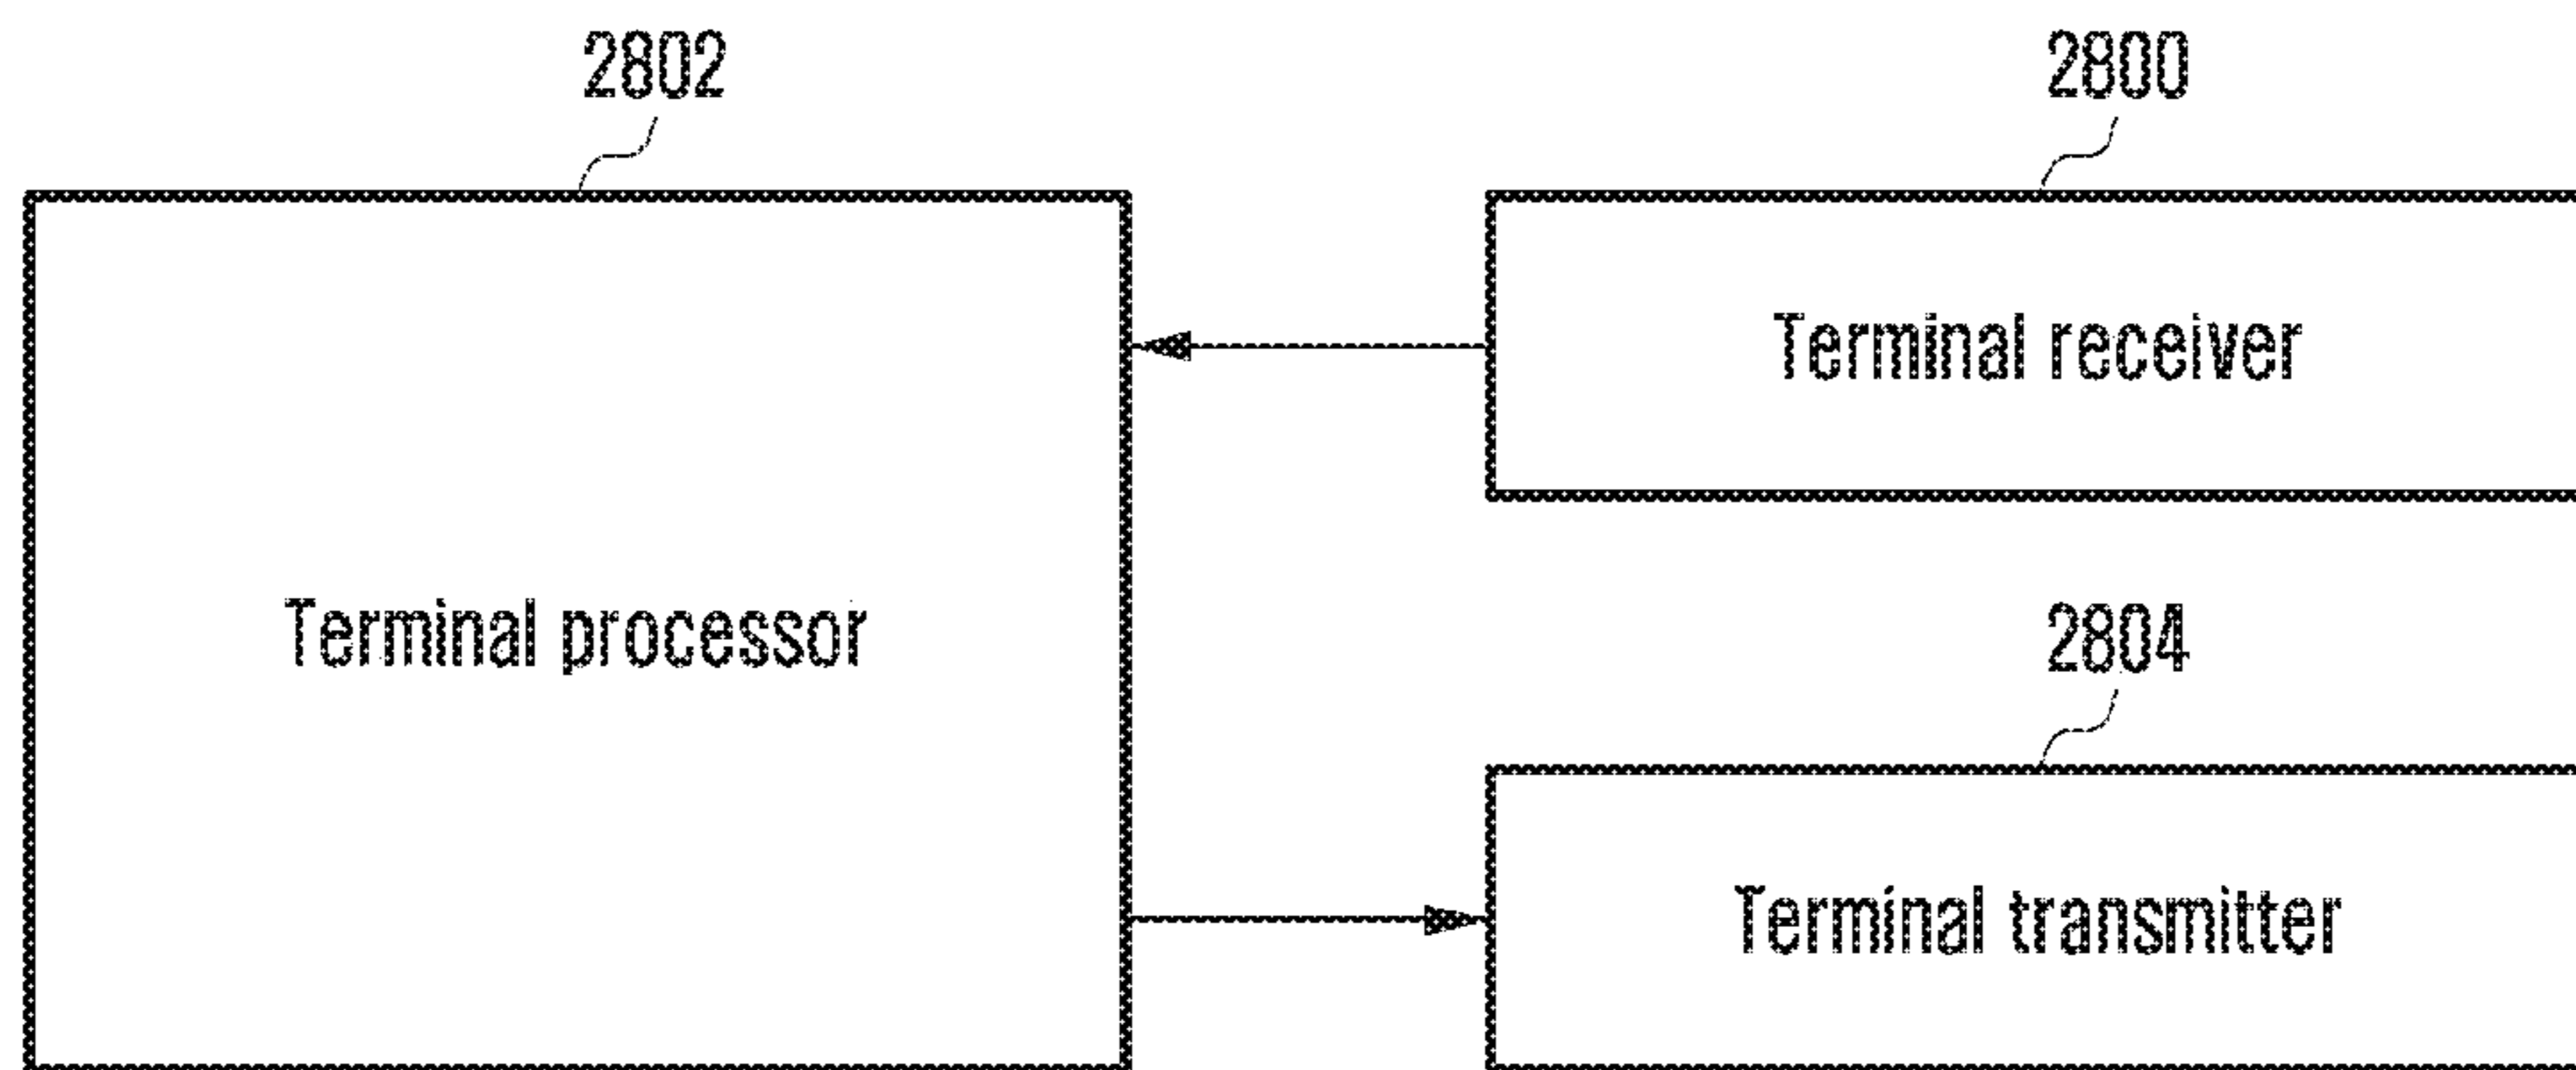 2802
2800
Terminal receiver
Terminal processor
2804
Terminal transmitter